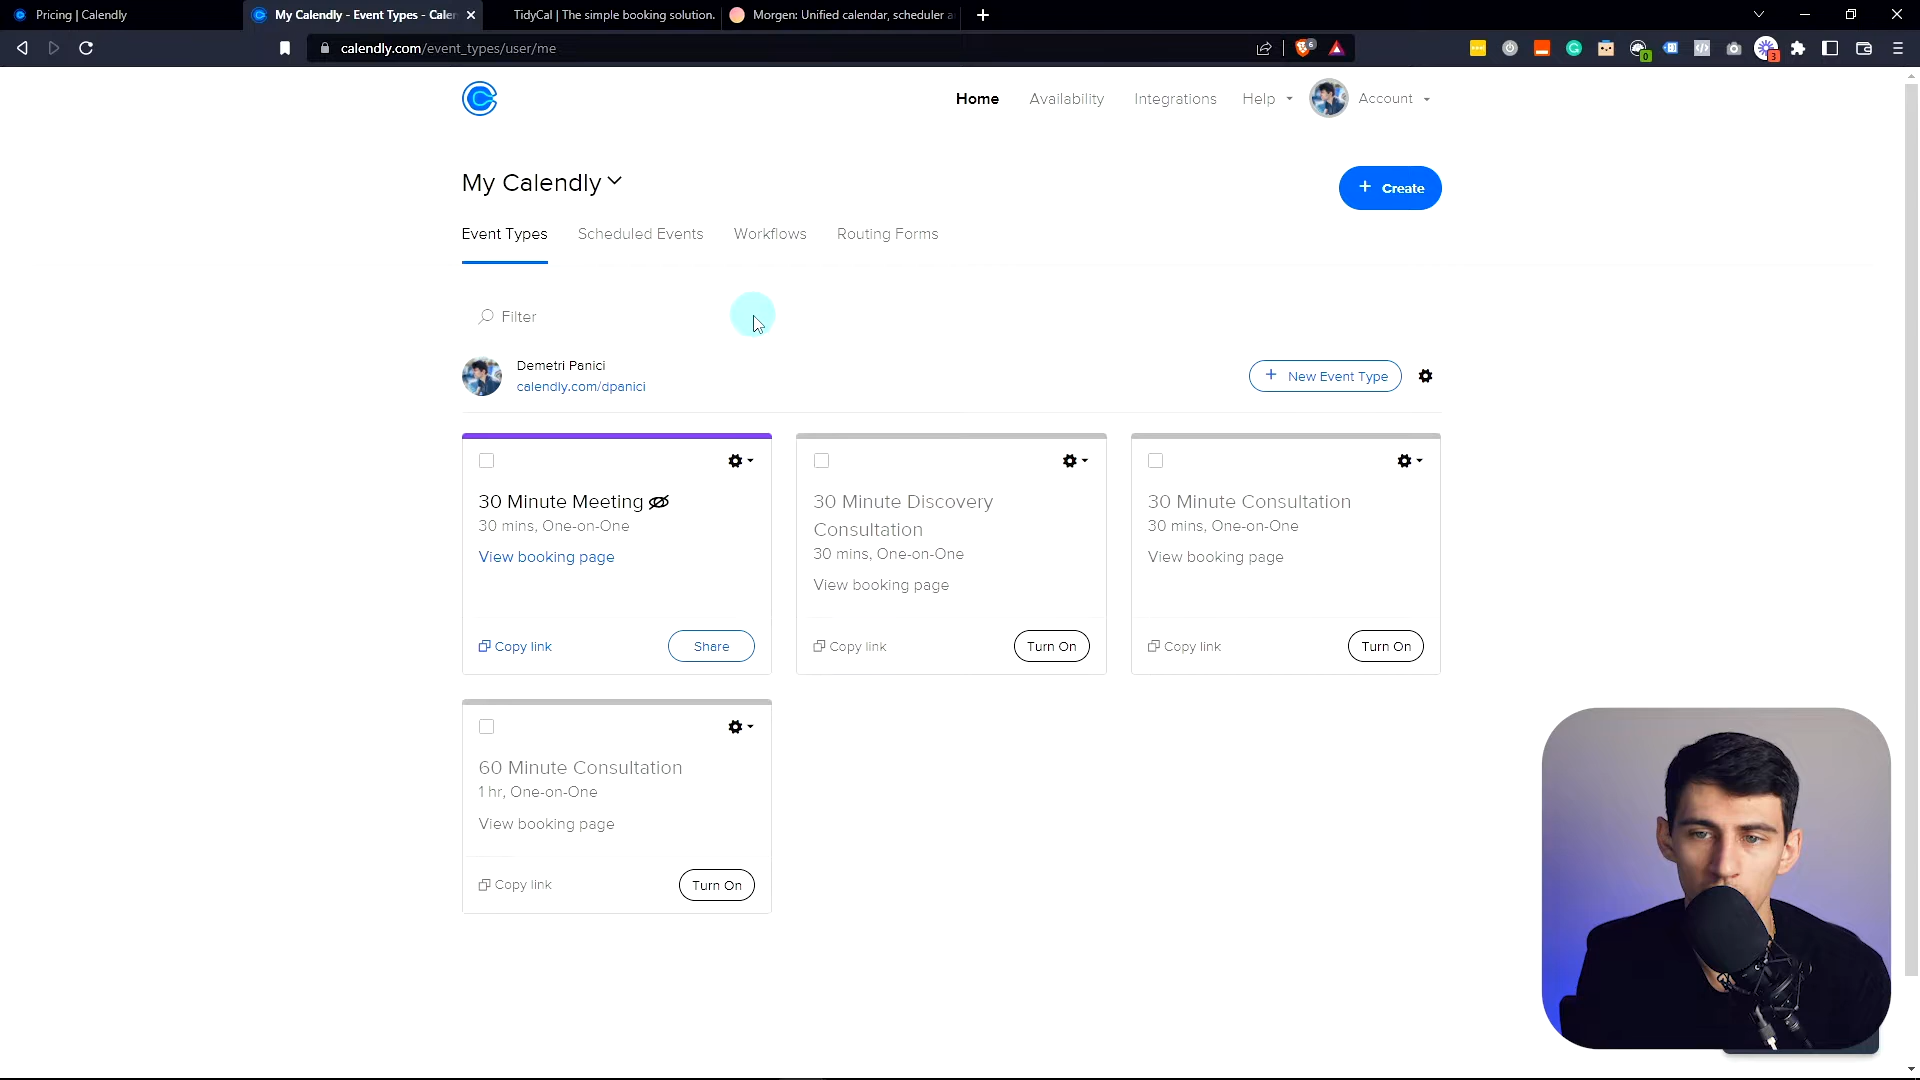 Pricing | Calendly
My Calendly - Event Types - Calen
TidyCal | The simple booking solution.
Morgen: Unified calendar, scheduler a
calendly.com/event_types/user/me
6
0
3
Home
Availability
Integrations
Help
Account
My Calendly
+ Create
Event Types
Scheduled Events
Workflows
Routing Forms
Filter
Demetri Panici
calendly.com/dpanici
+ New Event Type
30 Minute Meeting
30 mins, One-on-One
View booking page
Copy link
Share
30 Minute Discovery
Consultation
30 mins, One-on-One
View booking page
Copy link
Turn On
30 Minute Consultation
30 mins, One-on-One
View booking page
Copy link
Turn On
60 Minute Consultation
1 hr, One-on-One
View booking page
Copy link
Turn On